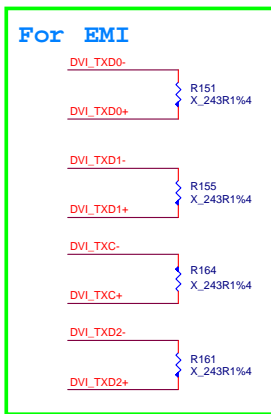 For EMI
DVI_TXD0-
R151
X_243R1%4
DVI_TXD0+
DVI_TXD1-
R155
X_243R1%4
DVI_TXD1+
DVI_TXC-
R164
X_243R1%4
DVI_TXC+
DVI_TXD2-
R161
X_243R1%4
DVI_TXD2+